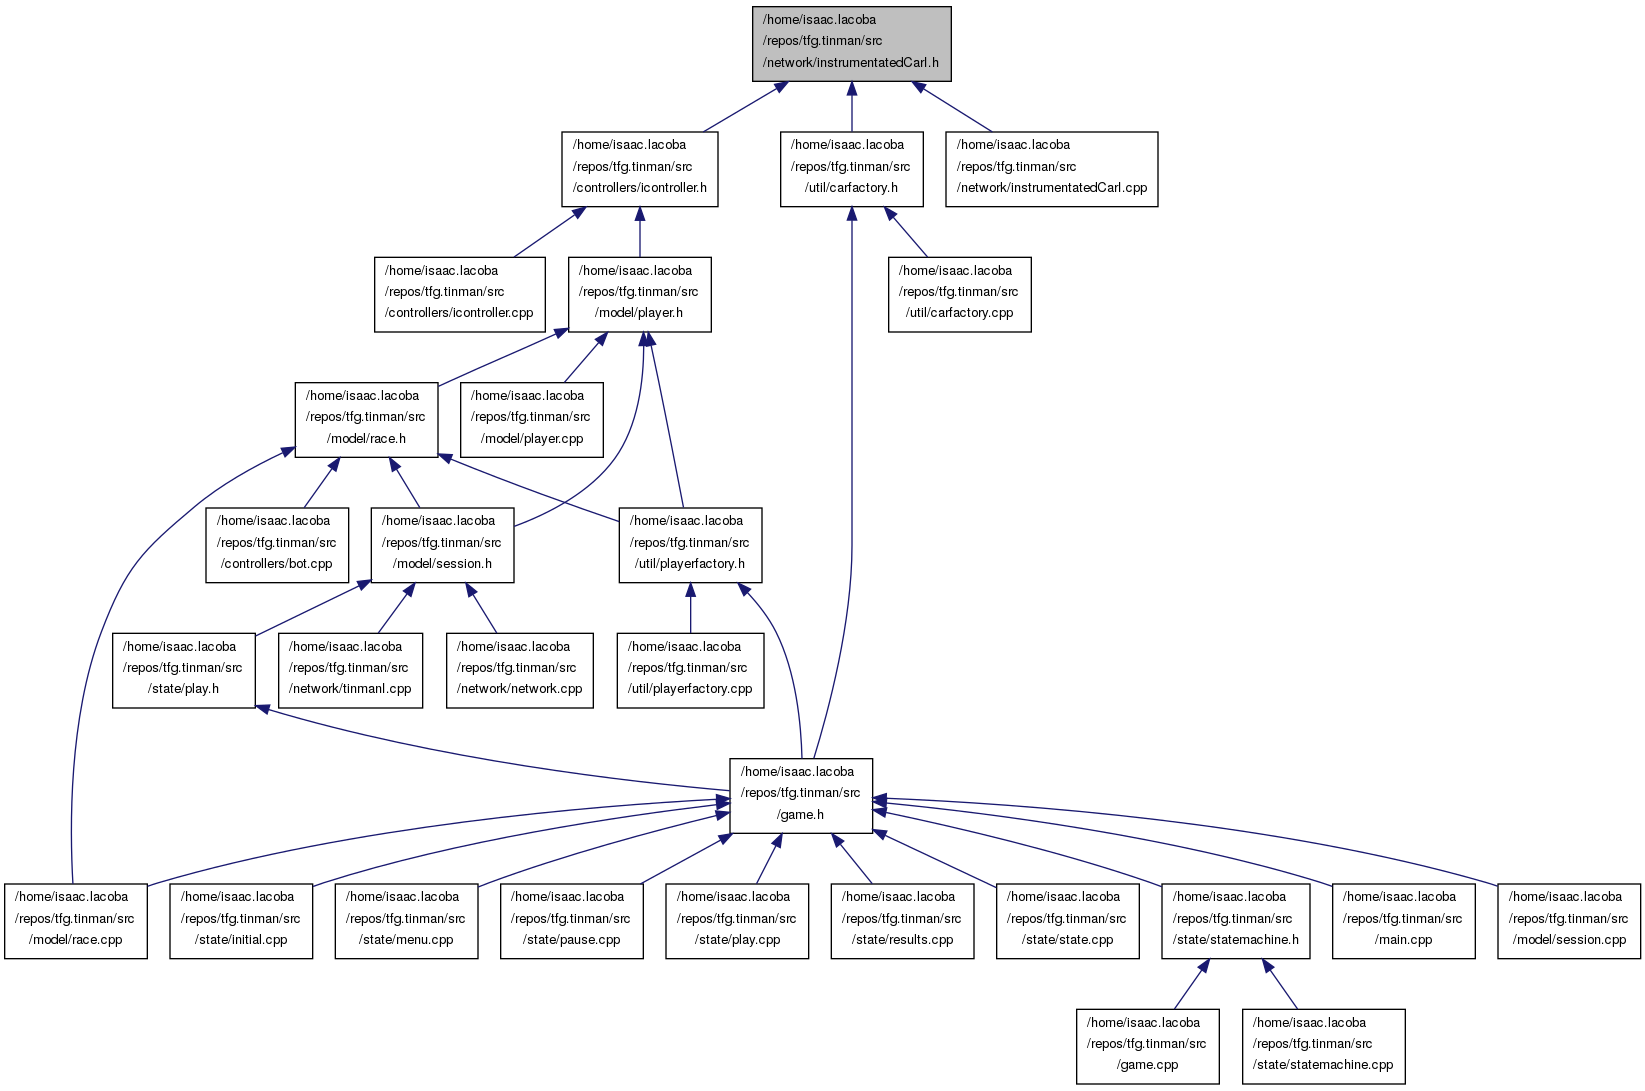 /home/isaac.lacoba
/repos/tfg.tinman/src
/network/instrumentatedCarI.h
/home/isaac.lacoba
/repos/tfg.tinman/src
/controllers/icontroller.h
/home/isaac.lacoba
/repos/tfg.tinman/src
/util/carfactory.h
/home/isaac.lacoba
/repos/tfg.tinman/src
/network/instrumentatedCarI.cpp
/home/isaac.lacoba
/repos/tfg.tinman/src
/controllers/icontroller.cpp
/home/isaac.lacoba
/repos/tfg.tinman/src
/model/player.h
/home/isaac.lacoba
/repos/tfg.tinman/src
/util/carfactory.cpp
/home/isaac.lacoba
/repos/tfg.tinman/src
/model/race.h
/home/isaac.lacoba
/repos/tfg.tinman/src
/model/player.cpp
/home/isaac.lacoba
/repos/tfg.tinman/src
/controllers/bot.cpp
/home/isaac.lacoba
/repos/tfg.tinman/src
/model/session.h
/home/isaac.lacoba
/repos/tfg.tinman/src
/util/playerfactory.h
/home/isaac.lacoba
/repos/tfg.tinman/src
/state/play.h
/home/isaac.lacoba
/repos/tfg.tinman/src
/network/tinmanI.cpp
/home/isaac.lacoba
/repos/tfg.tinman/src
/network/network.cpp
/home/isaac.lacoba
/repos/tfg.tinman/src
/util/playerfactory.cpp
/home/isaac.lacoba
/repos/tfg.tinman/src
/game.h
/home/isaac.lacoba
/repos/tfg.tinman/src
/model/race.cpp
/home/isaac.lacoba
/repos/tfg.tinman/src
/state/initial.cpp
/home/isaac.lacoba
/repos/tfg.tinman/src
/state/menu.cpp
/home/isaac.lacoba
/repos/tfg.tinman/src
/state/pause.cpp
/home/isaac.lacoba
/repos/tfg.tinman/src
/state/play.cpp
/home/isaac.lacoba
/repos/tfg.tinman/src
/state/results.cpp
/home/isaac.lacoba
/repos/tfg.tinman/src
/state/state.cpp
/home/isaac.lacoba
/repos/tfg.tinman/src
/state/statemachine.h
/home/isaac.lacoba
/repos/tfg.tinman/src
/main.cpp
/home/isaac.lacoba
/repos/tfg.tinman/src
/model/session.cpp
/home/isaac.lacoba
/repos/tfg.tinman/src
/game.cpp
/home/isaac.lacoba
/repos/tfg.tinman/src
/state/statemachine.cpp